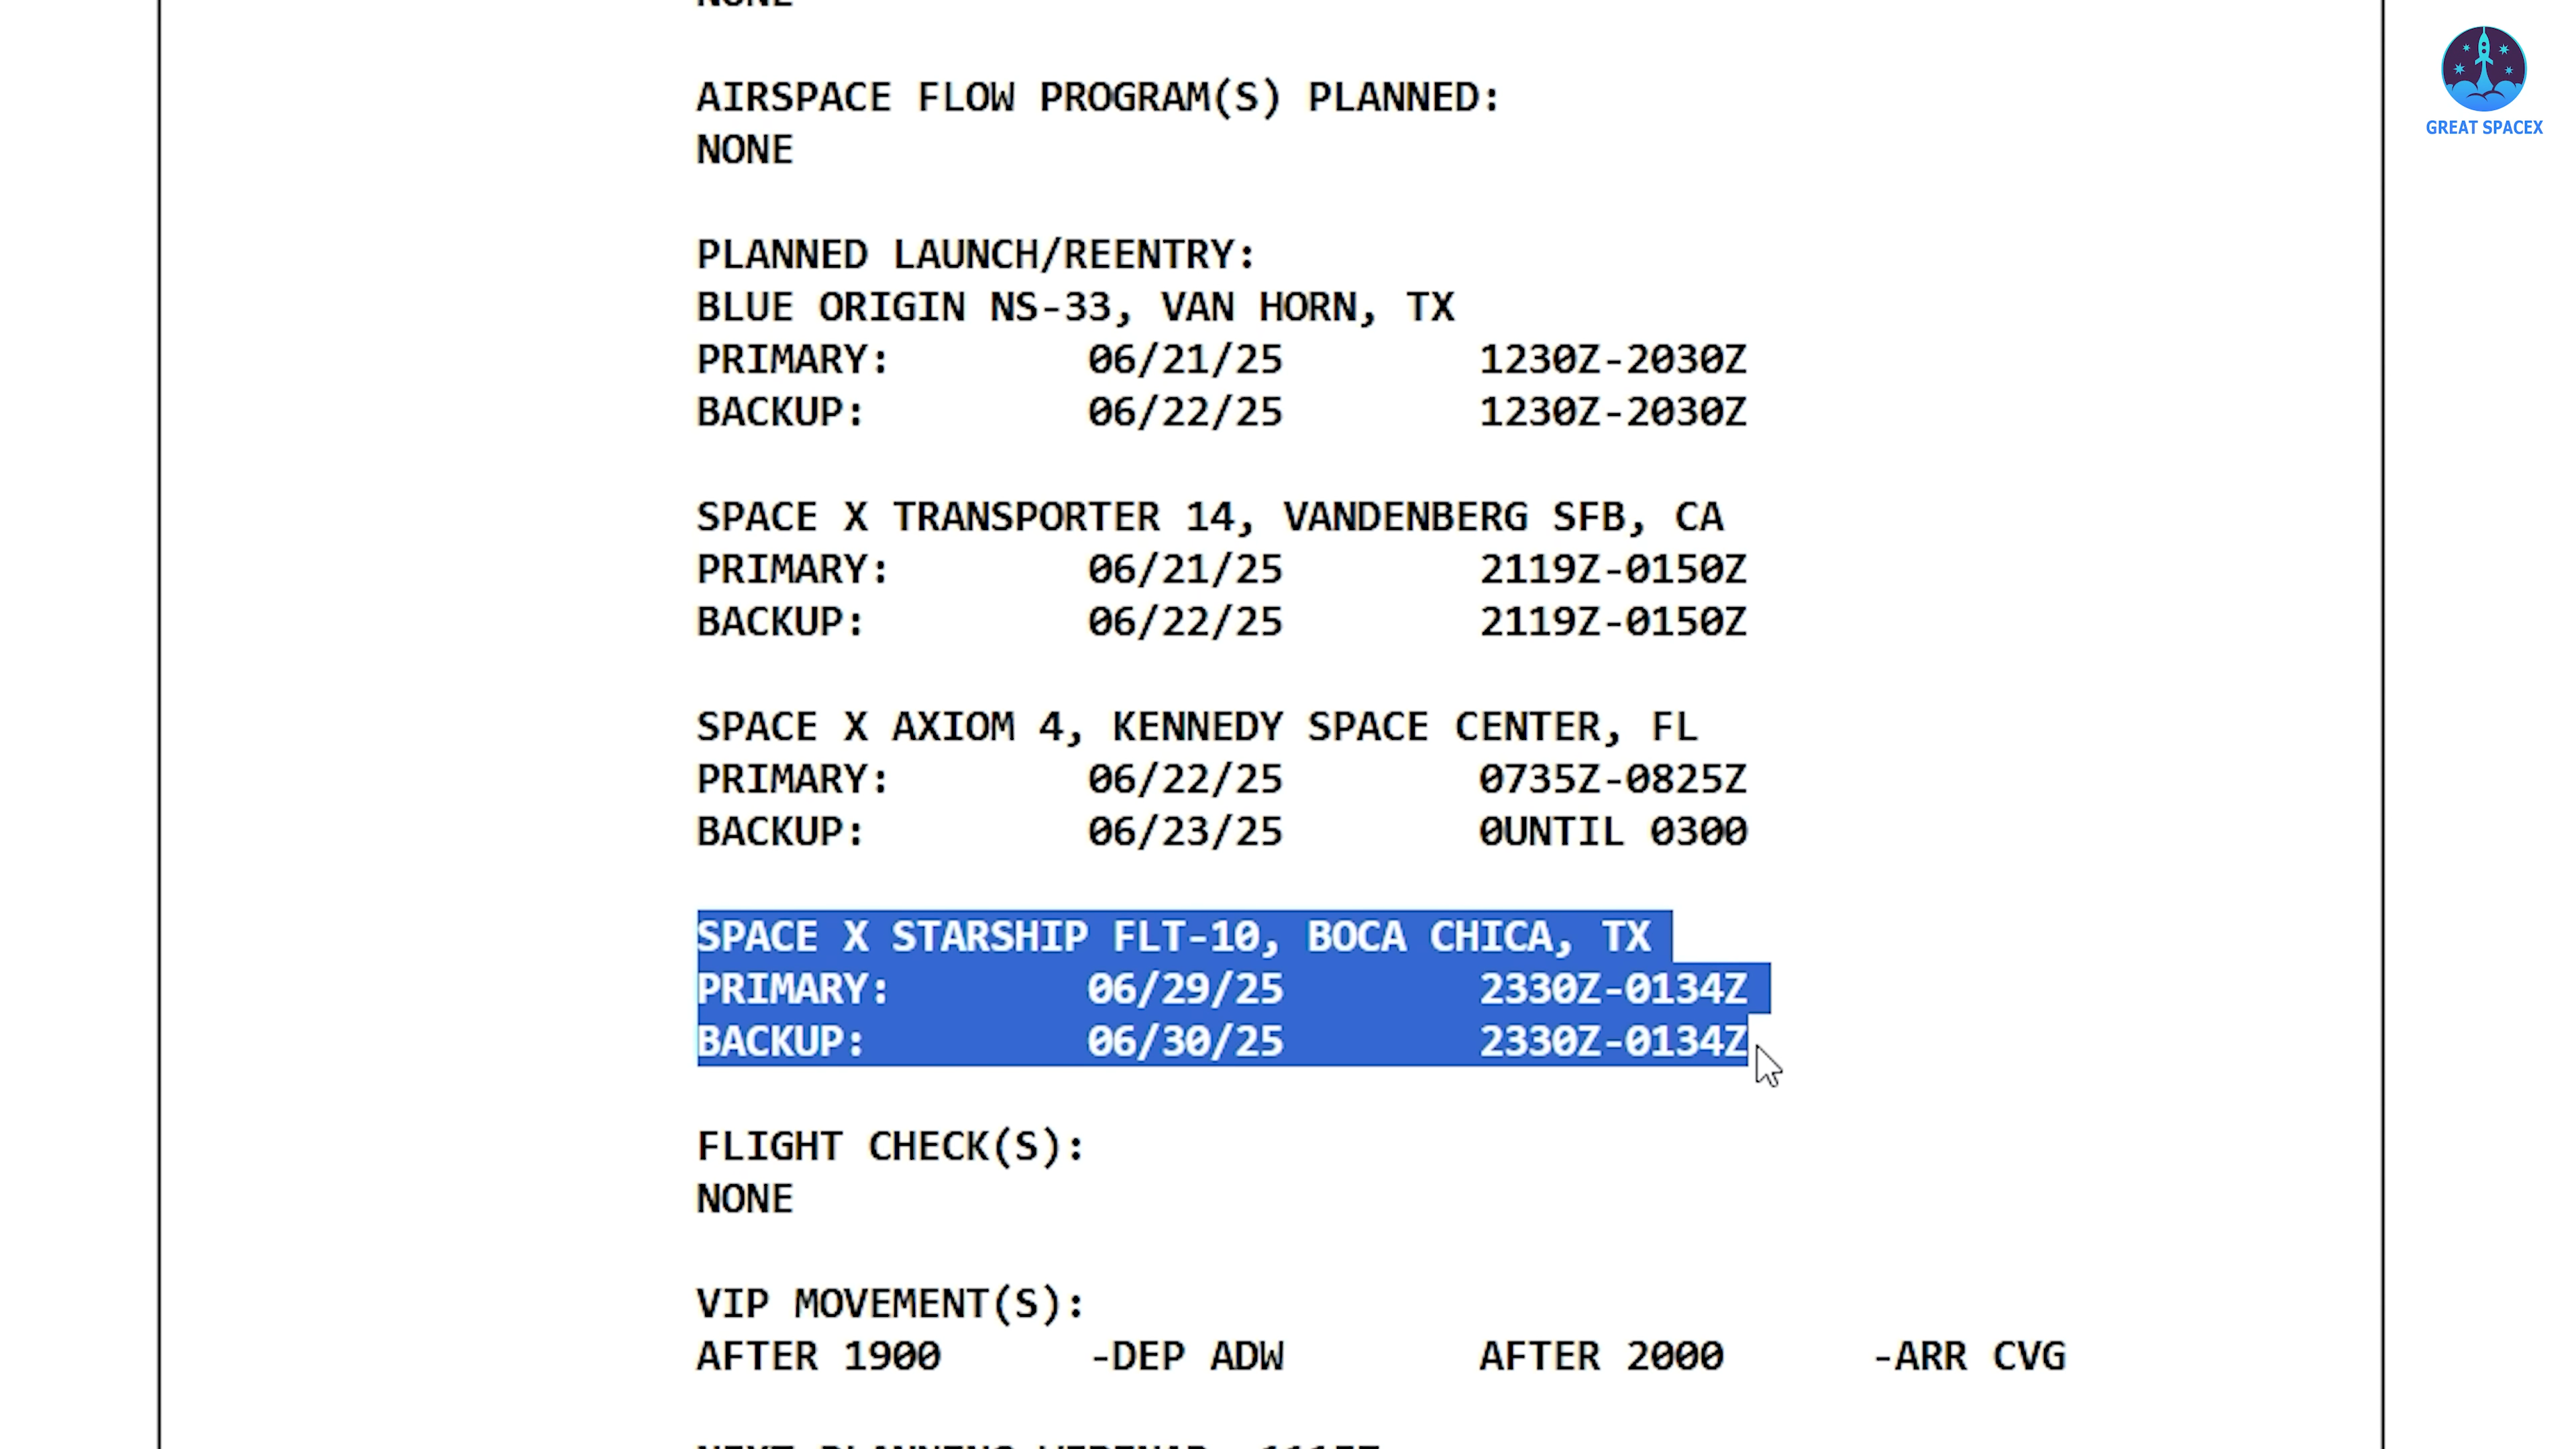 NONE
AIRSPACE FLOW PROGRAM(S) PLANNED:
NONE
PLANNED LAUNCH/REENTRY:
BLUE ORIGIN NS-33, VAN HORN, TX
PRIMARY: 06/21/25 1230Z-2030Z
BACKUP: 06/22/25 1230Z-2030Z
SPACE X TRANSPORTER 14, VANDENBERG SFB, CA
PRIMARY: 06/21/25 2119Z-0150Z
BACKUP: 06/22/25 2119Z-0150Z
SPACE X AXIOM 4, KENNEDY SPACE CENTER, FL
PRIMARY: 06/22/25 0735Z-0825Z
BACKUP: 06/23/25 0UNTIL 0300
SPACE X STARSHIP FLT-10, BOCA CHICA, TX
PRIMARY: 06/29/25 2330Z-0134Z
BACKUP: 06/30/25 2330Z-0134Z
FLIGHT CHECK(S):
NONE
VIP MOVEMENT(S):
AFTER 1900 -DEP ADW AFTER 2000 -ARR CVG
NEXT PLANNING WEBINAR:
GREAT SPACEX